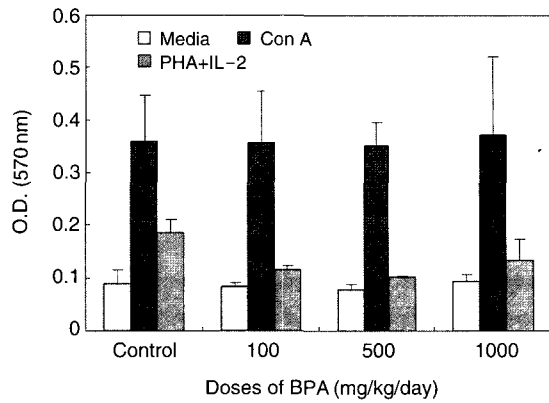 0.6
Media Con A
PHA+IL-2
0.5
0.4
0.3
0.2
0.1
0
O.D. (570 nm)
Control 100 500 1000
Doses of BPA (mg/kg/day)